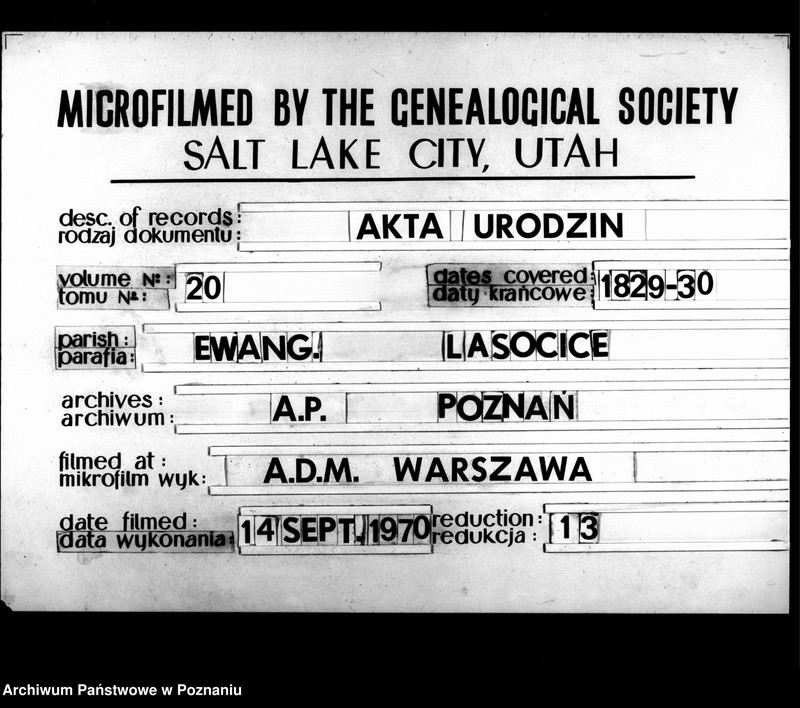 MICROFILMED BY THE GENEALOGICAL SOCIETY
SALT LAKE CITY, UTAH
desc. of records:
rodzaj dokumentu:
AKTA URODZIN
volume №:
tomu №:
20
dates covered:
daty krańcowe:
1829-30
parish:
parafia:
EWANG. LASOCICE
archives:
archiwum:
A.P. POZNAŃ
filmed at:
mikrofilm wyk:
A.D.M. WARSZAWA
date filmed:
data wykonania:
14 SEPT. 1970
reduction:
redukcja:
13
Archiwum Państwowe w Poznaniu